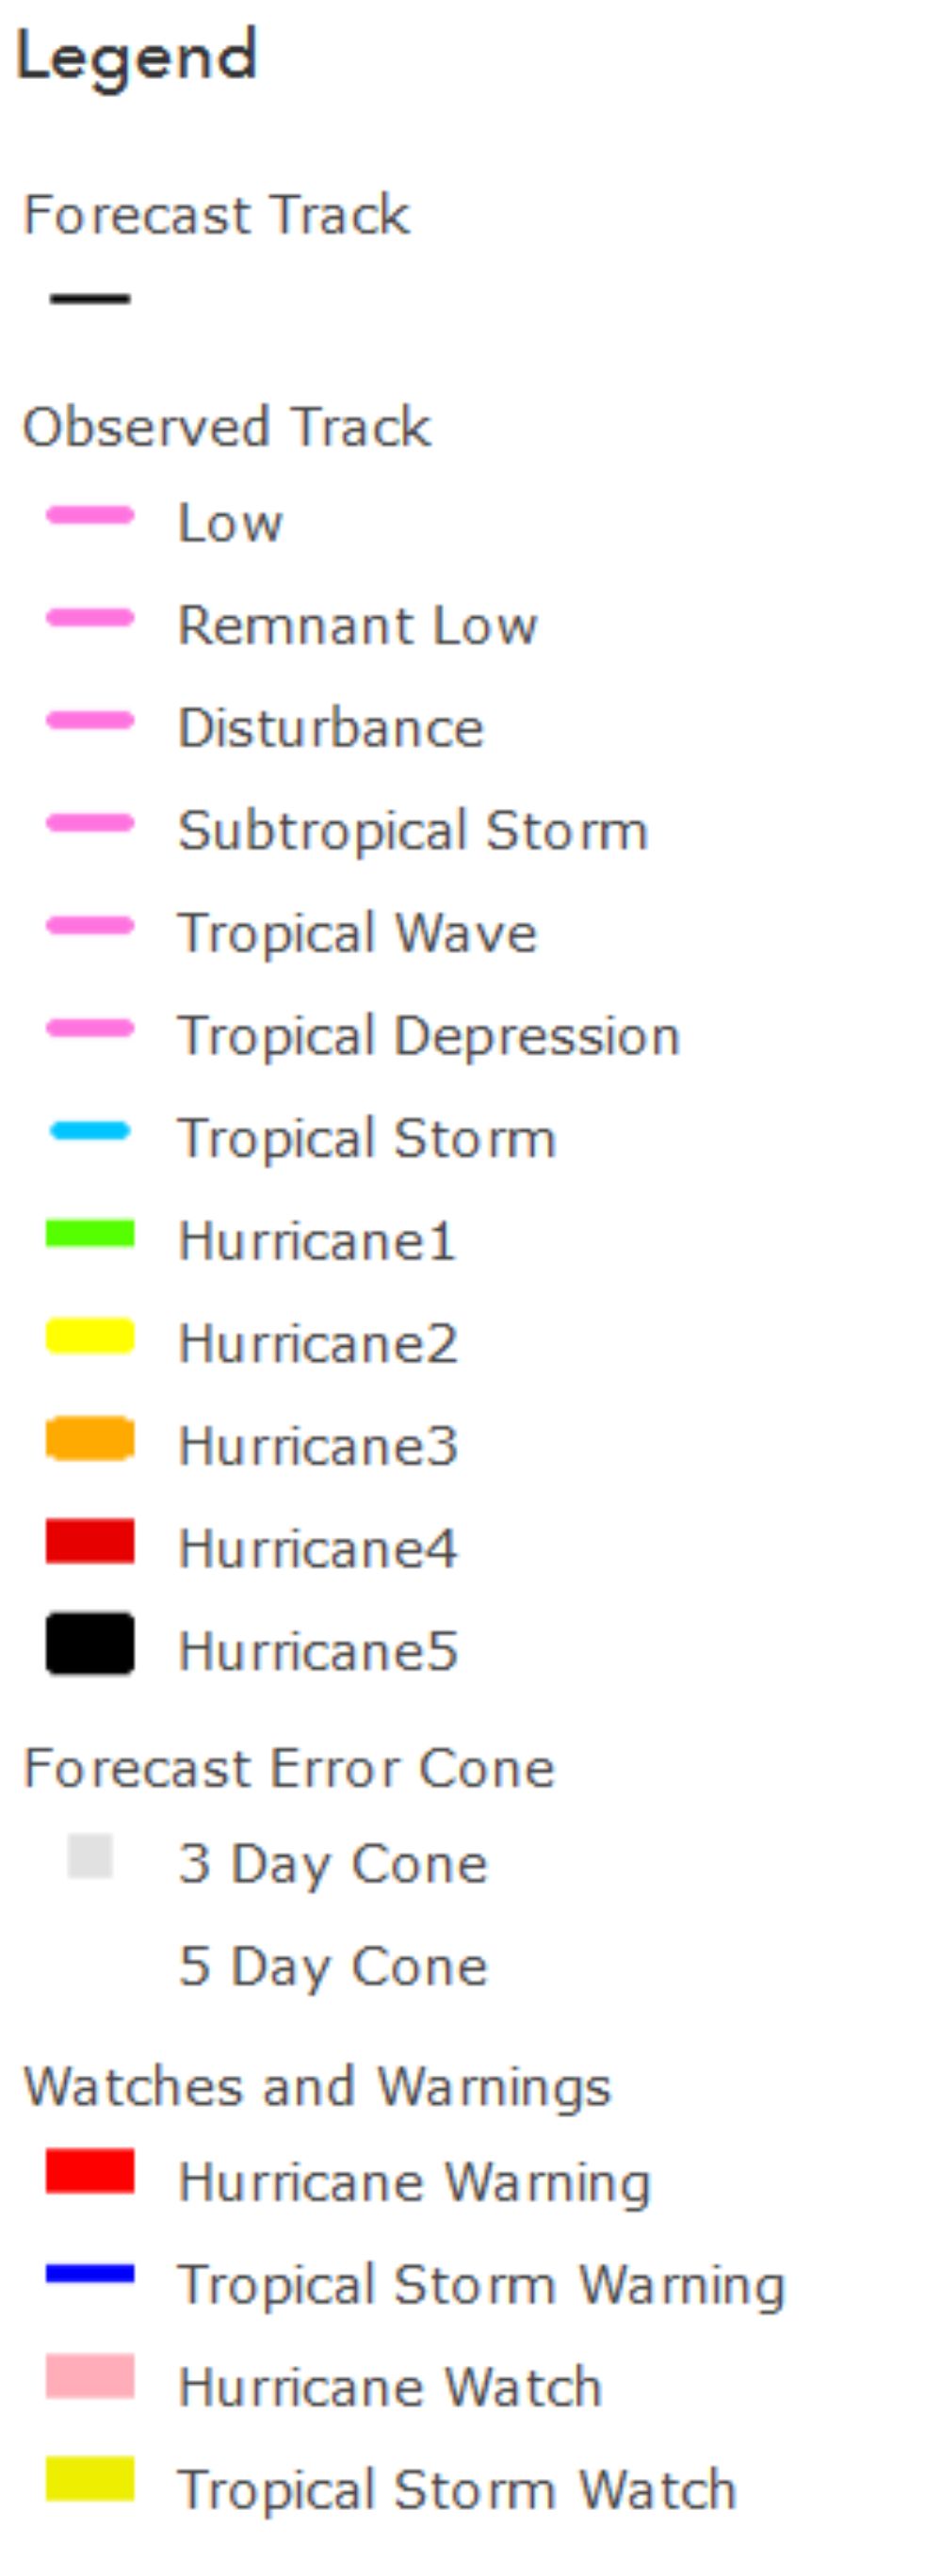 Legend
Forecast Track
Observed Track
Low
Remnant Low
Disturbance
Subtropical Storm
Tropical Wave
Tropical Depression
Tropical Storm
Hurricane1
Hurricane2
Hurricane3
Hurricane4
Hurricane5
Forecast Error Cone
3 Day Cone
5 Day Cone
Watches and Warnings
Hurricane Warning
Tropical Storm Warning
Hurricane Watch
Tropical Storm Watch